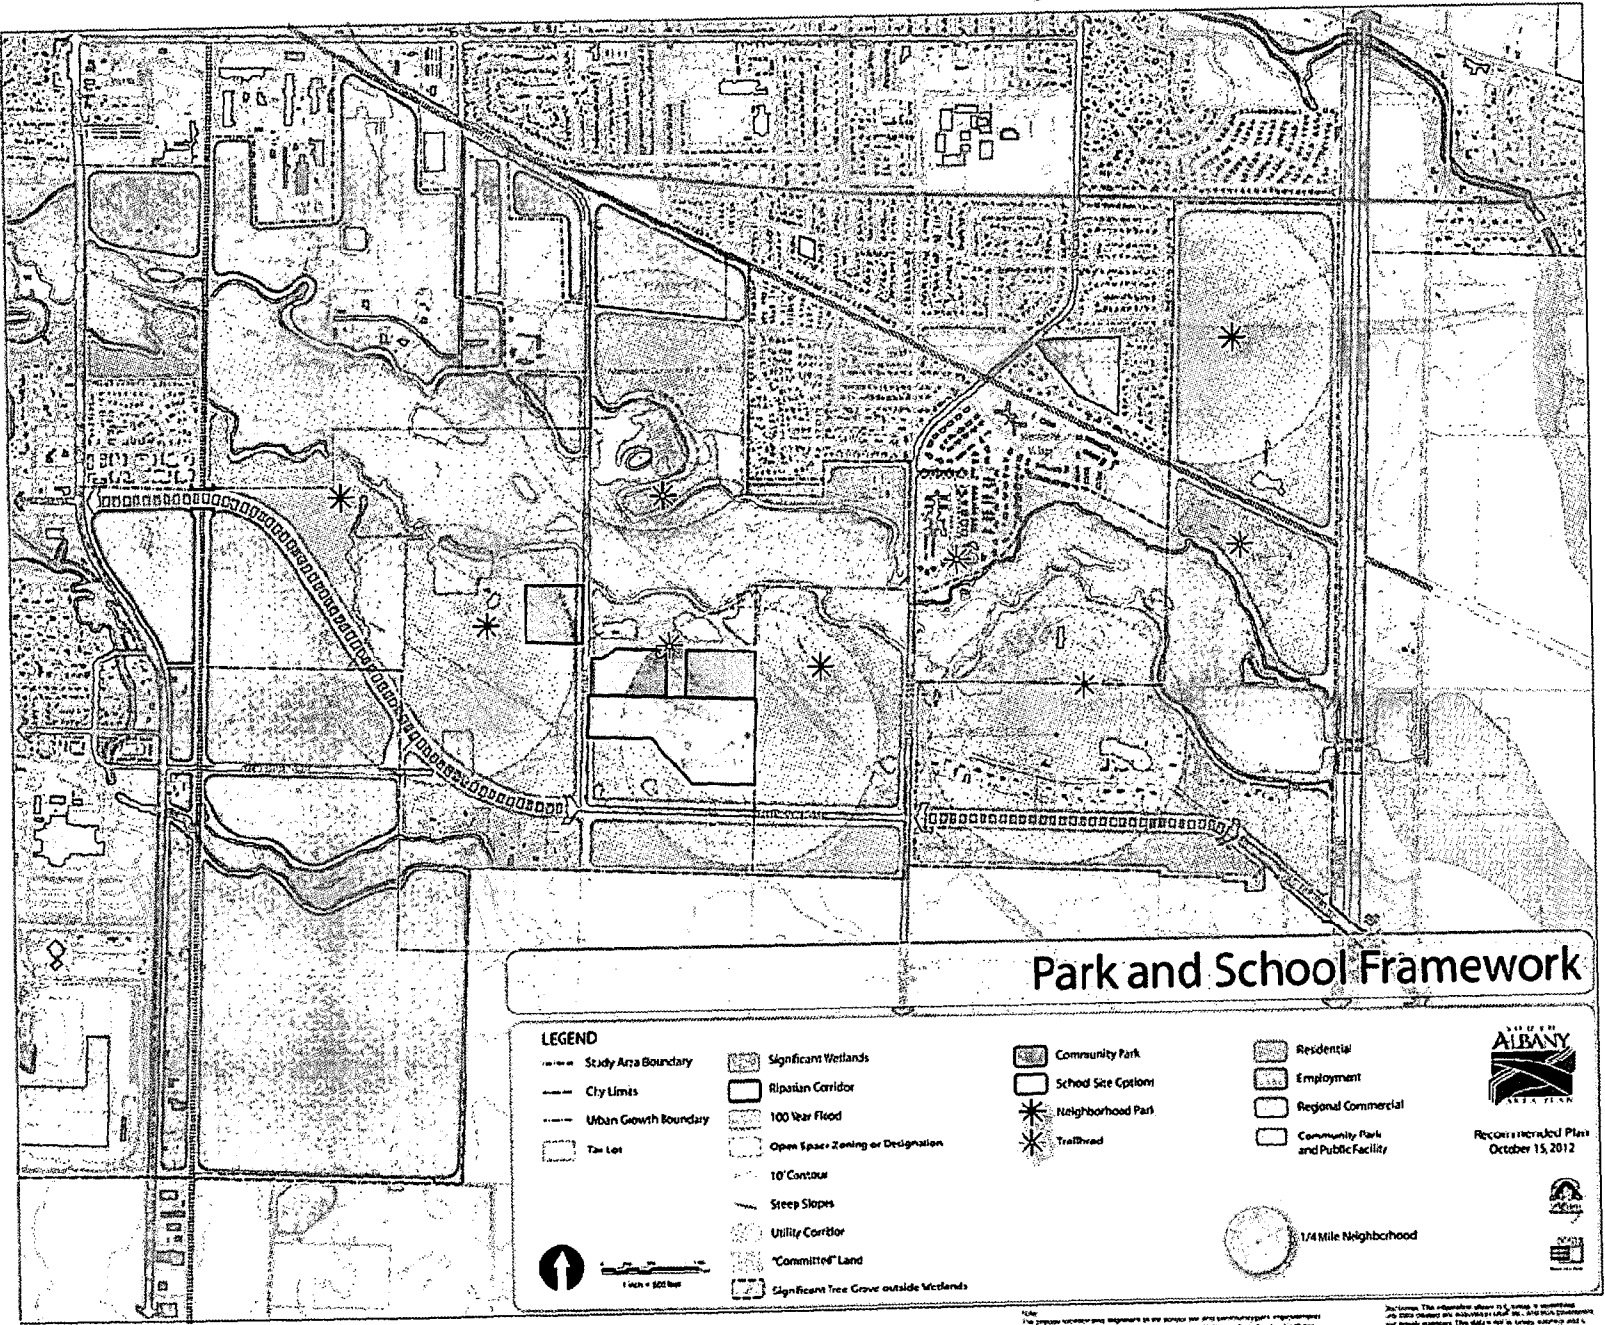 Park and School Framework
LEGEND
Study Area Boundary
City Limits
Urban Growth Boundary
Tax Lot
Significant Wetlands
Riparian Corridor
100 Year Flood
Open Space Zoning or Designation
10' Contour
Steep Slopes
Utility Corridor
"Committed" Land
Significant Tree Grove outside Wetlands
Community Park
School Site Options
Neighborhood Park
Trailhead
Residential
Employment
Regional Commercial
Community Park
and Public Facility
1/4 Mile Neighborhood
SOUTH
ALBANY
AREA PLAN
Recommended Plan
October 15, 2012